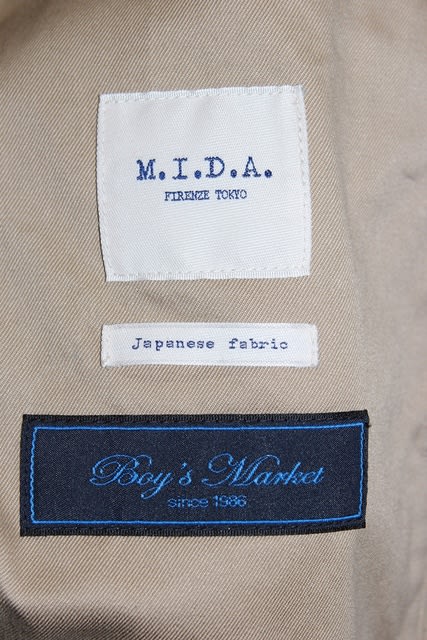 M.I.D.A.
FIRENZE TOKYO
Japanese fabric
Boy's Market
since 1986